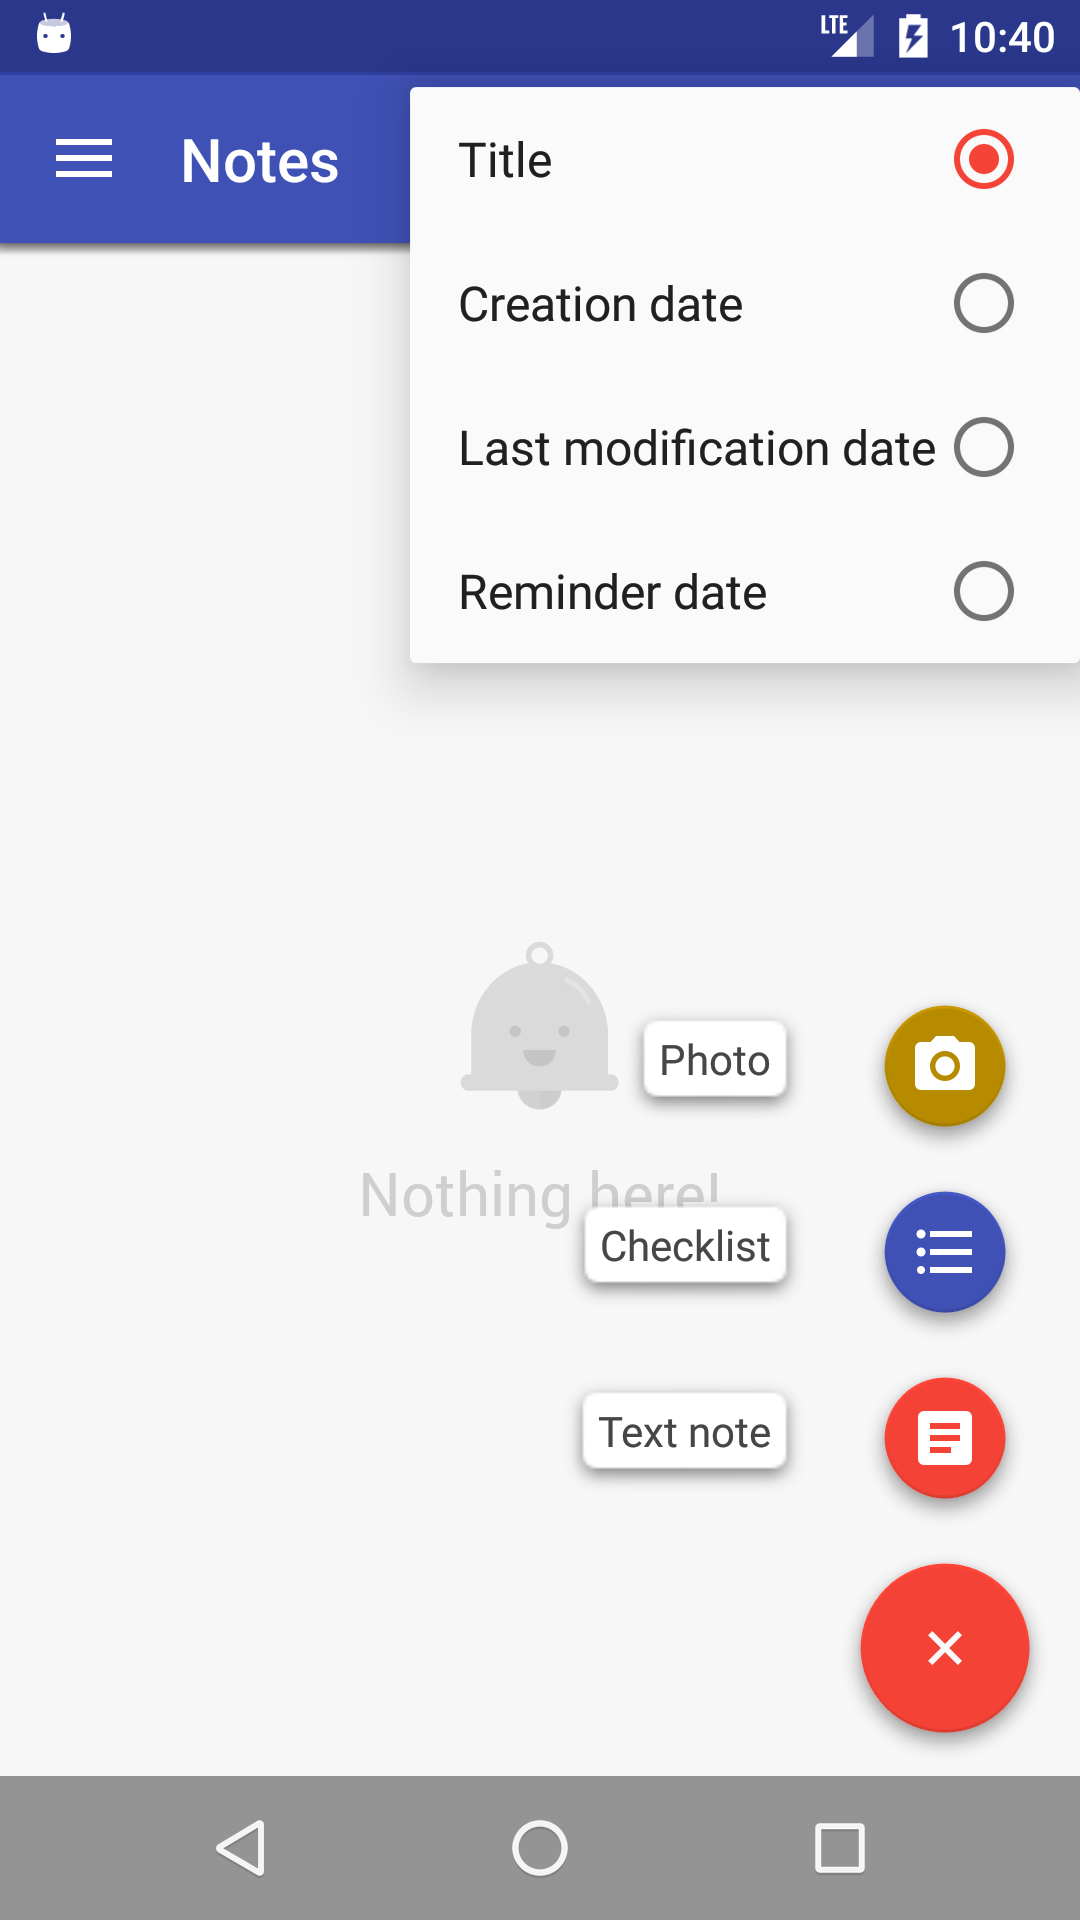 LTE 10:40
Notes
Title
Creation date
Last modification date
Reminder date
Photo
Nothing here!
Checklist
Text note